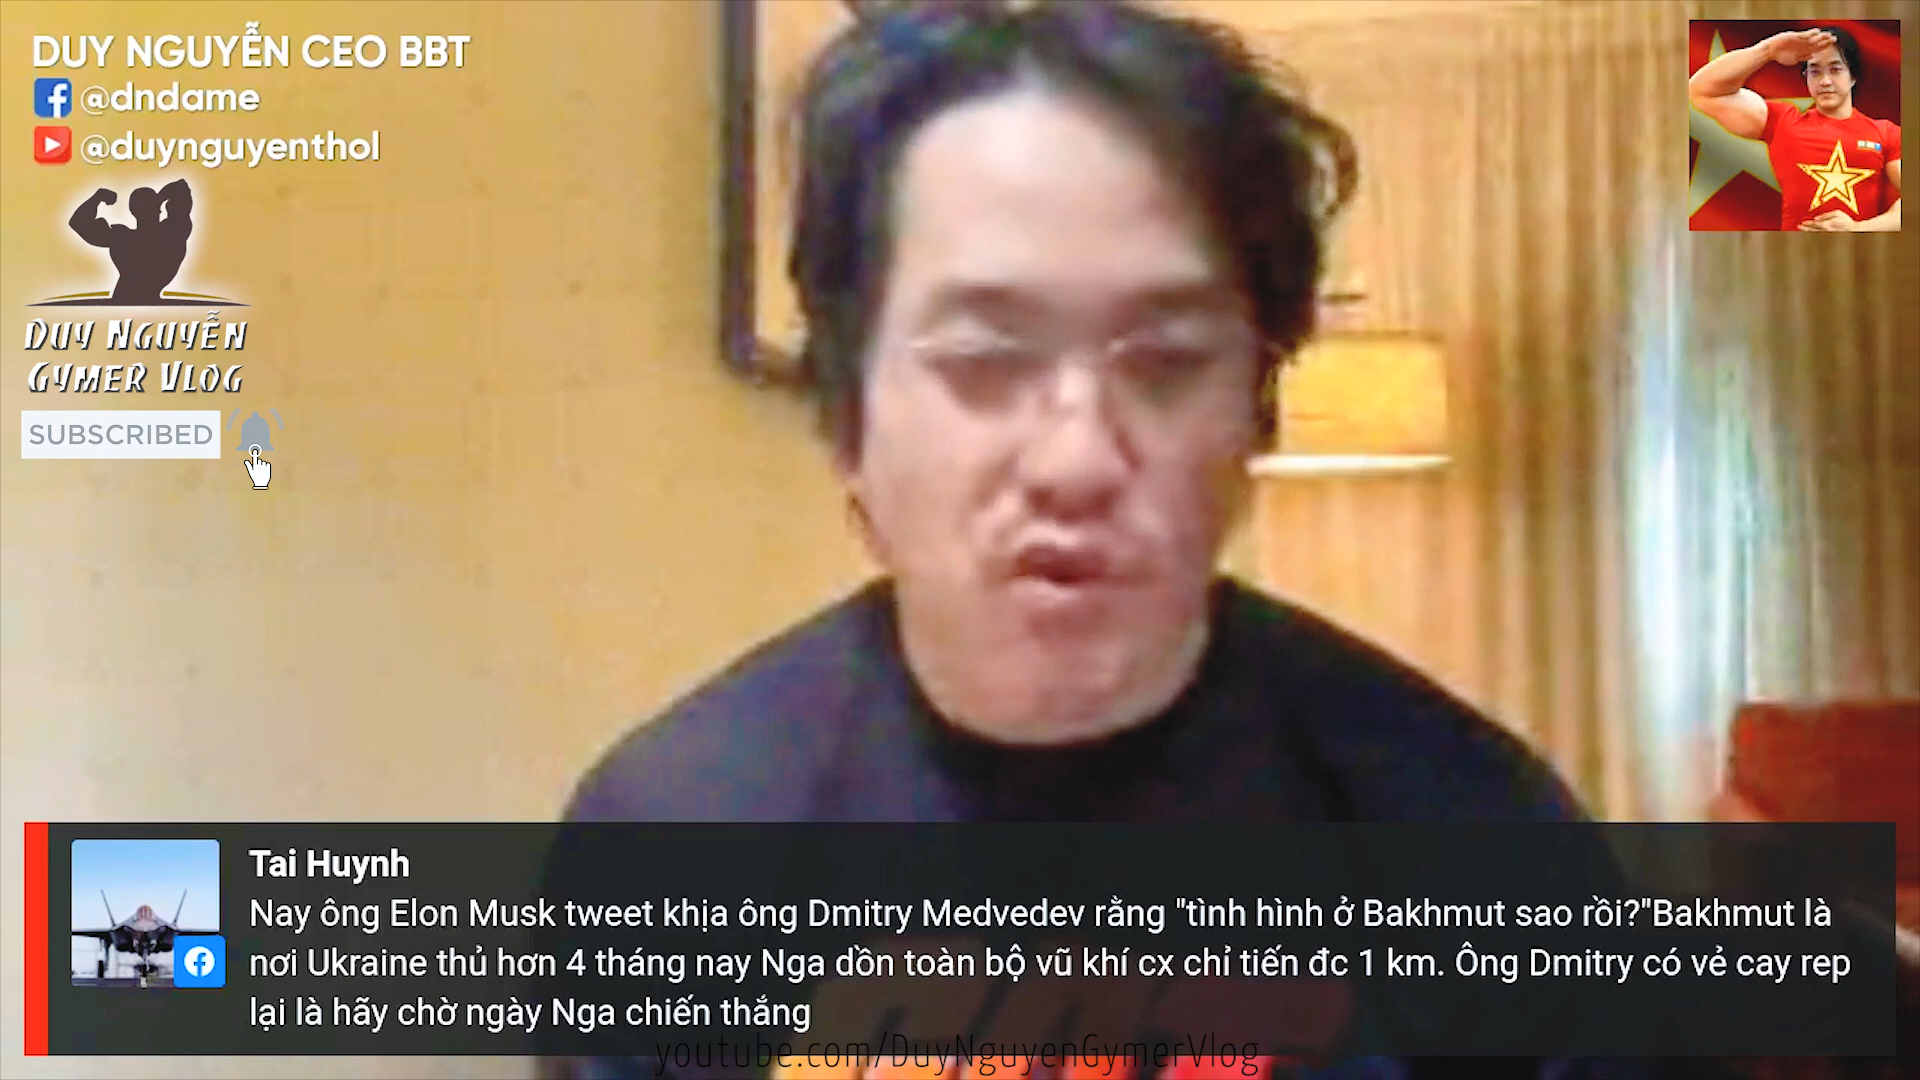 DUY NGUYỄN CEO BBT
@dndame
@duynguyenthol
DUY NGUYỄN
GYMER VLOG
SUBSCRIBED
Tai Huynh
Nay ông Elon Musk tweet khịa ông Dmitry Medvedev rằng "tình hình ở Bakhmut sao rồi?"Bakhmut là
nơi Ukraine thủ hơn 4 tháng nay Nga dồn toàn bộ vũ khí cx chỉ tiến đc 1 km. Ông Dmitry có vẻ cay rep
lại là hãy chờ ngày Nga chiến thắng
youtube.com/DuyNguyenGymerVlog